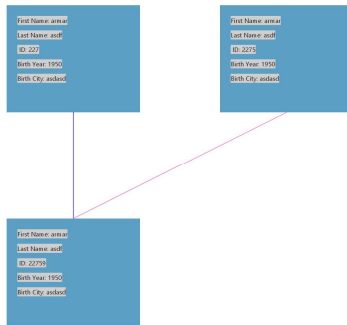 First Name: armar
Last Name: asdf
ID: 227
Birth Year: 1950
Birth City: asdasd
First Name: armar
Last Name: asdf
ID: 2275
Birth Year: 1950
Birth City: asdasd
First Name: armar
Last Name: asdf
ID: 22759
Birth Year: 1950
Birth City: asdasd